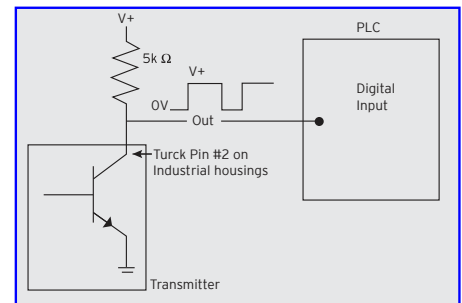 V+
PLC
5k Ω
V+
Digital
Input
0V
Out
Turck Pin #2 on
Industrial housings
Transmitter